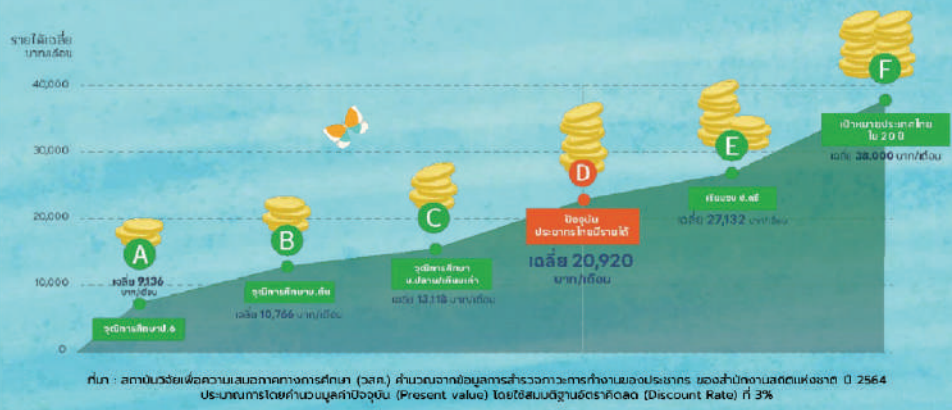 รายได้เฉลี่ย
บาท/เดือน
40,000
30,000
20,000
10,000
0
A
เฉลี่ย 9,136
บาท/เดือน
วุฒิการศึกษาป.6
B
วุฒิการศึกษาม.ต้น
เฉลี่ย 10,766 บาท/เดือน
C
วุฒิการศึกษา
ม.ปลาย/เทียบเท่า
เฉลี่ย 13,118 บาท/เดือน
D
ปัจจุบัน
ประชากรไทยมีรายได้
เฉลี่ย 20,920
บาท/เดือน
E
เรียนจบ ป.ตรี
เฉลี่ย 27,132 บาท/เดือน
F
เป้าหมายประเทศไทย
ใน 20 ปี
เฉลี่ย 38,000 บาท/เดือน
ที่มา : สถาบันวิจัยเพื่อความเสมอภาคทางการศึกษา (วสศ.) คำนวณจากข้อมูลการสำรวจภาวะการทำงานของประชากร ของสำนักงานสถิติแห่งชาติ ปี 2564
ประมาณการโดยคำนวนมูลค่าปัจจุบัน (Present value) โดยใช้สมมติฐานอัตราคิดลด (Discount Rate) ที่ 3%